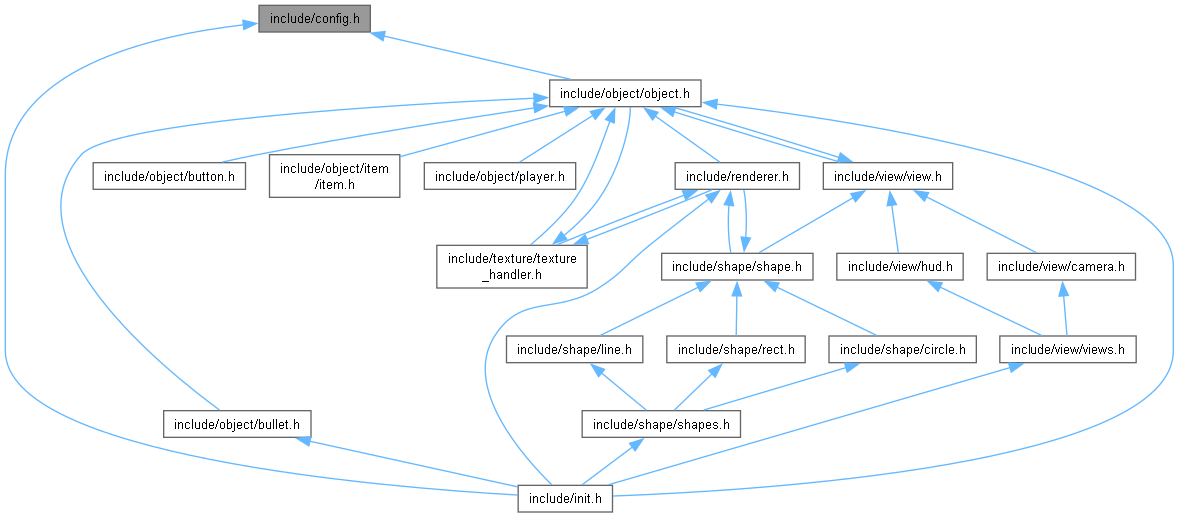 include/config.h
include/object/object.h
include/object/button.h
include/object/item
/item.h
include/object/player.h
include/renderer.h
include/view/view.h
include/texture/texture
_handler.h
include/shape/shape.h
include/view/hud.h
include/view/camera.h
include/shape/line.h
include/shape/rect.h
include/shape/circle.h
include/view/views.h
include/object/bullet.h
include/shape/shapes.h
include/init.h